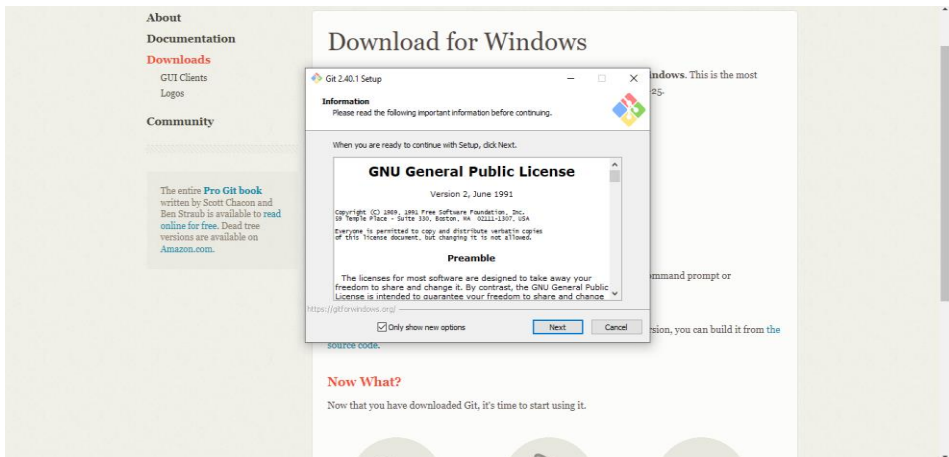 About
Documentation
Downloads
GUI Clients
Logos
Community
The entire Pro Git book
written by Scott Chacon and
Ben Straub is available to read
online for free. Dead tree
versions are available on
Amazon.com.
Download for Windows
ndows. This is the most
25.
Git 2.40.1 Setup
Information
Please read the following important information before continuing.
When you are ready to continue with Setup, click Next.
GNU General Public License
Version 2, June 1991
Copyright (C) 1989, 1991 Free Software Foundation, Inc.
59 Temple Place - Suite 330, Boston, MA 02111-1307, USA
Everyone is permitted to copy and distribute verbatim copies
of this license document, but changing it is not allowed.
Preamble
The licenses for most software are designed to take away your
freedom to share and change it. By contrast, the GNU General Public
License is intended to guarantee your freedom to share and change
https://gitforwindows.org/
Only show new options
Next
Cancel
mmand prompt or
rsion, you can build it from the
source code.
Now What?
Now that you have downloaded Git, it's time to start using it.